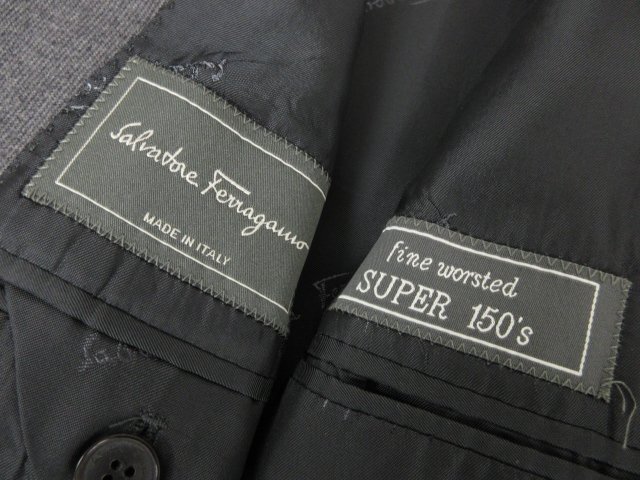 Salvatore Ferragamo
MADE IN ITALY
fine worsted
SUPER 150's